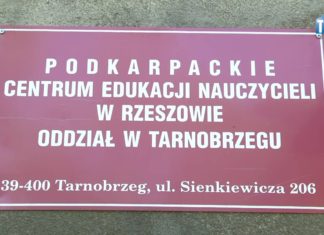 PODKARPACKIE
CENTRUM EDUKACJI NAUCZYCIELI
W RZESZOWIE
ODDZIAŁ W TARNOBRZEGU
39-400 Tarnobrzeg, ul. Sienkiewicza 206